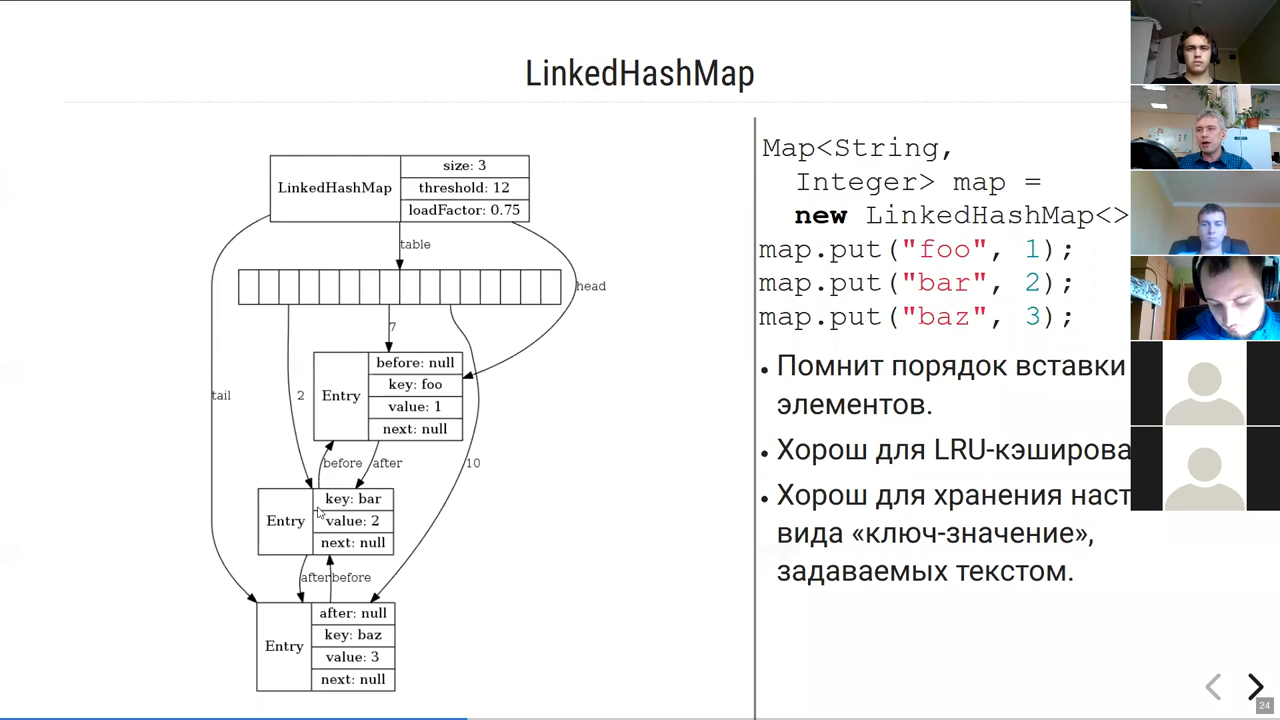 LinkedHashMap
LinkedHashMap
size: 3
threshold: 12
loadFactor: 0.75
table
head
7
tail
2
Entry
before: null
key: foo
value: 1
next: null
before
after
10
Entry
key: bar
value: 2
next: null
after
before
Entry
after: null
key: baz
value: 3
next: null
Map<String,
Integer> map =
new LinkedHashMap<>
map.put("foo", 1);
map.put("bar", 2);
map.put("baz", 3);
• Помнит порядок вставки
элементов.
• Хорош для LRU-кэширова
• Хорош для хранения наст
вида «ключ-значение»,
задаваемых текстом.
24